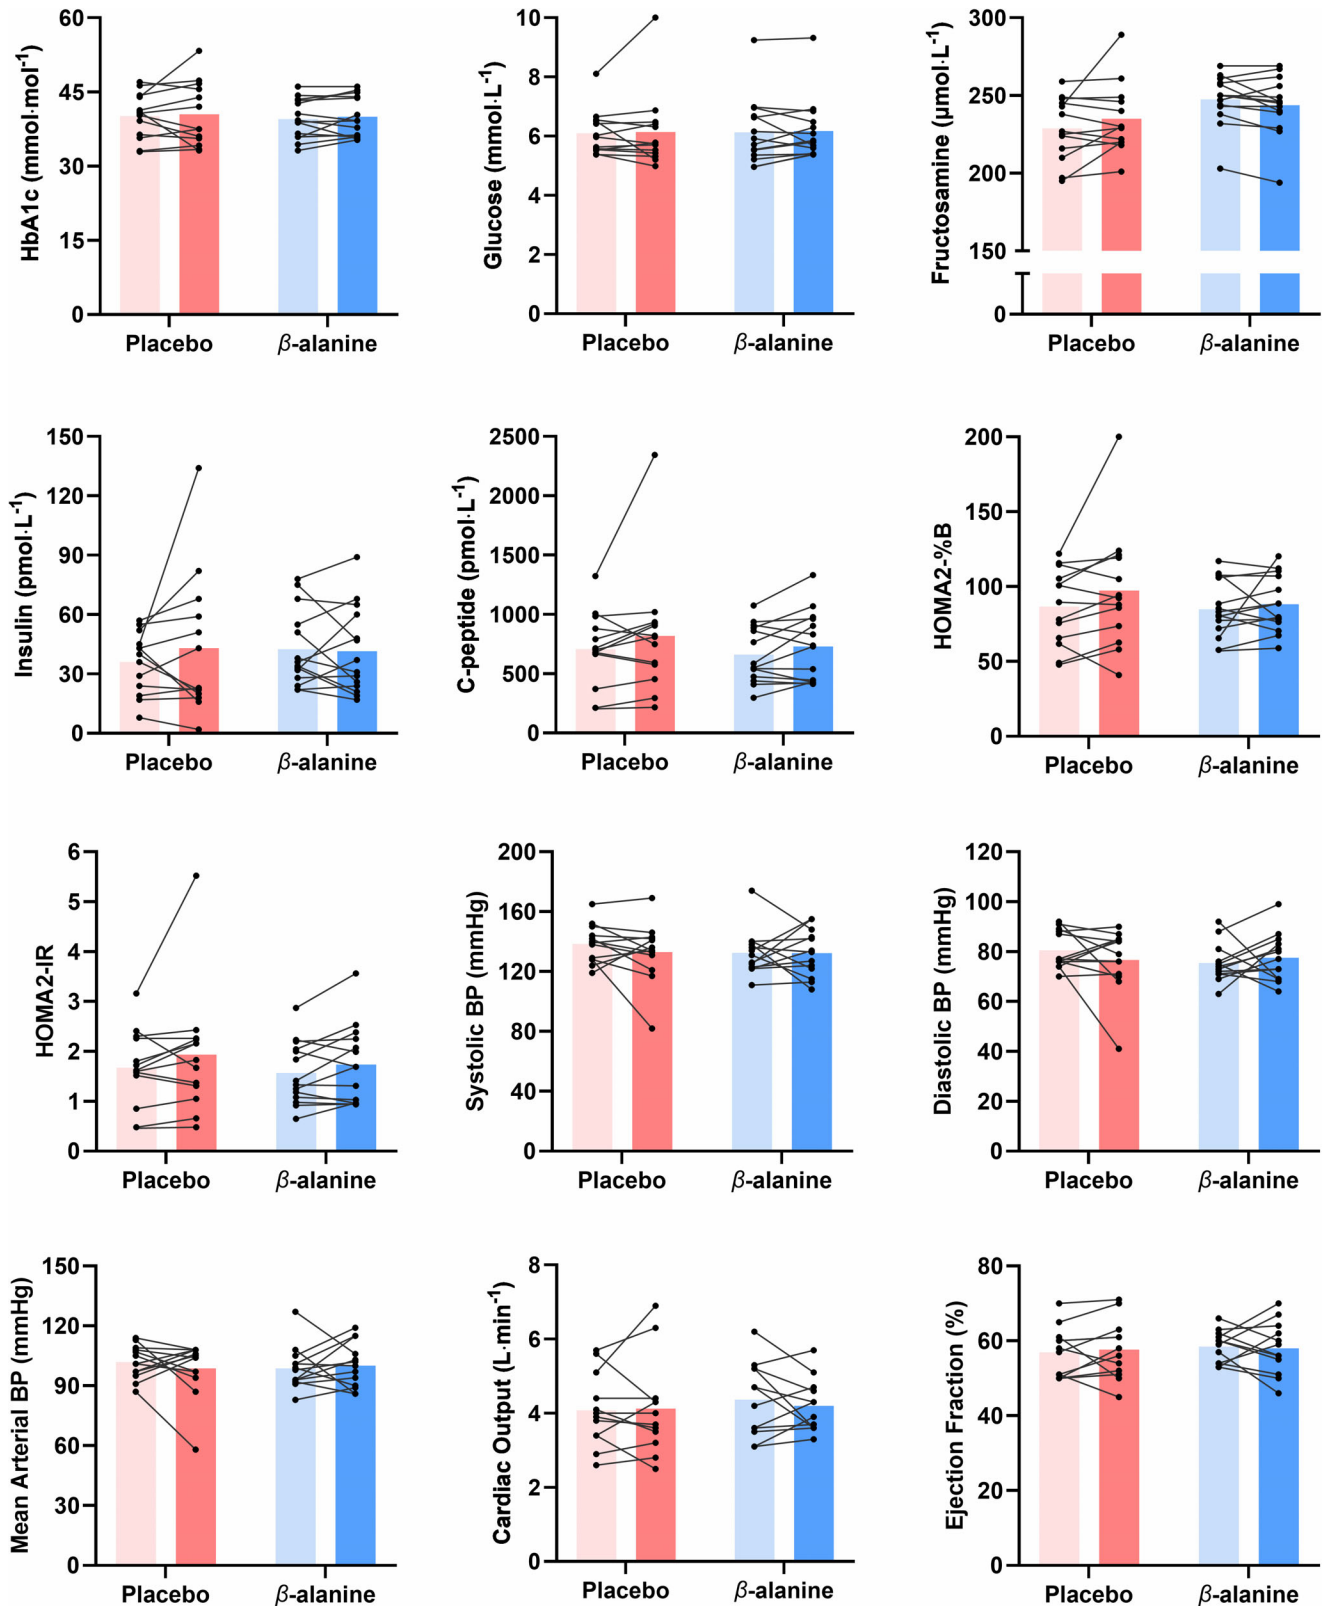 HbA1c (mmol·mol⁻¹)
60
45
30
15
0
Placebo
β-alanine
Glucose (mmol·L⁻¹)
10
8
6
4
2
0
Placebo
β-alanine
Fructosamine (µmol·L⁻¹)
300
250
200
150
0
Placebo
β-alanine
Insulin (pmol·L⁻¹)
150
120
90
60
30
0
Placebo
β-alanine
C-peptide (pmol·L⁻¹)
2500
2000
1500
1000
500
0
Placebo
β-alanine
HOMA2-%B
200
150
100
50
0
Placebo
β-alanine
HOMA2-IR
6
5
4
3
2
1
0
Placebo
β-alanine
Systolic BP (mmHg)
200
160
120
80
40
0
Placebo
β-alanine
Diastolic BP (mmHg)
120
100
80
60
40
20
0
Placebo
β-alanine
Mean Arterial BP (mmHg)
150
120
90
60
30
0
Placebo
β-alanine
Cardiac Output (L·min⁻¹)
8
6
4
2
0
Placebo
β-alanine
Ejection Fraction (%)
80
60
40
20
0
Placebo
β-alanine